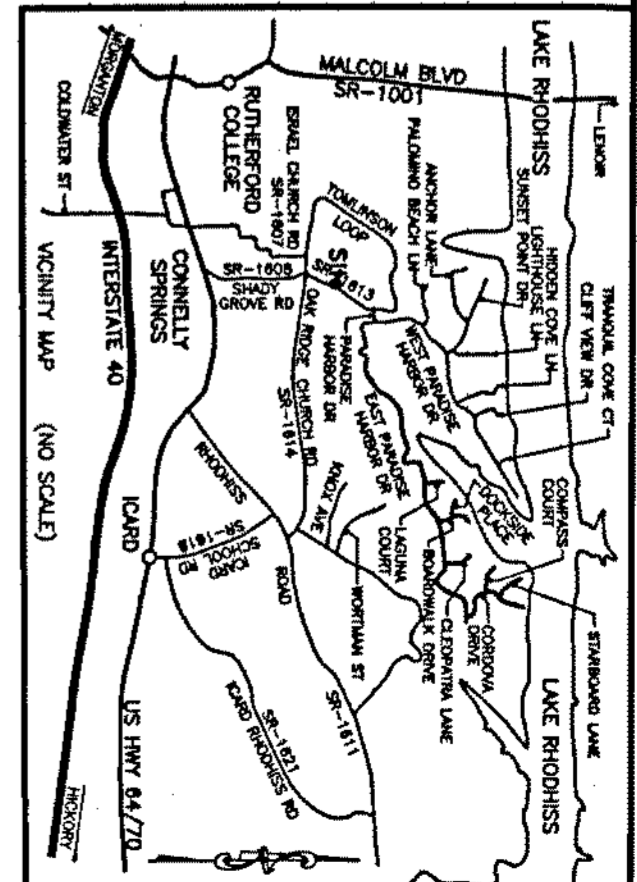 LENOIR
TRANQUIL COVE CT
CLIFT VIEW DR
HIDDEN COVE LN
LIGHTHOUSE LN
SUNSET POINT DR
LAKE RHODHISS
MALCOLM BLVD
SR-1001
ANCHOR LANE
PALOMINO BEACH LN
STARBOARD LANE
COMPASS
COURT
DOCKSIDE
PLACE
LAKE RHODHISS
CORDOVA
DRIVE
CLEOPATRA LANE
BOARDWALK DRIVE
LAGUNA
COURT
WEST PARADISE
HARBOR DR
EAST PARADISE
HARBOR DR
PARADISE
HARBOR DR
TOMLINSON
LOOP
SR-1613
ISRAEL CHURCH RD
SR-1607
RUTHERFORD
COLLEGE
SR-1608
SHADY
GROVE RD
OAK RIDGE CHURCH RD
SR-1614
KNOX AVE
WORTMAN ST
RHODHISS
ROAD
SR-1611
ICARD
SCHOOL RD
SR-1621
ICARD RHODHISS RD
MORGANTON
COLDWATER ST
CONNELLY
SPRINGS
ICARD
US HWY 64/70
INTERSTATE 40
HICKORY
VICINITY MAP (NO SCALE)